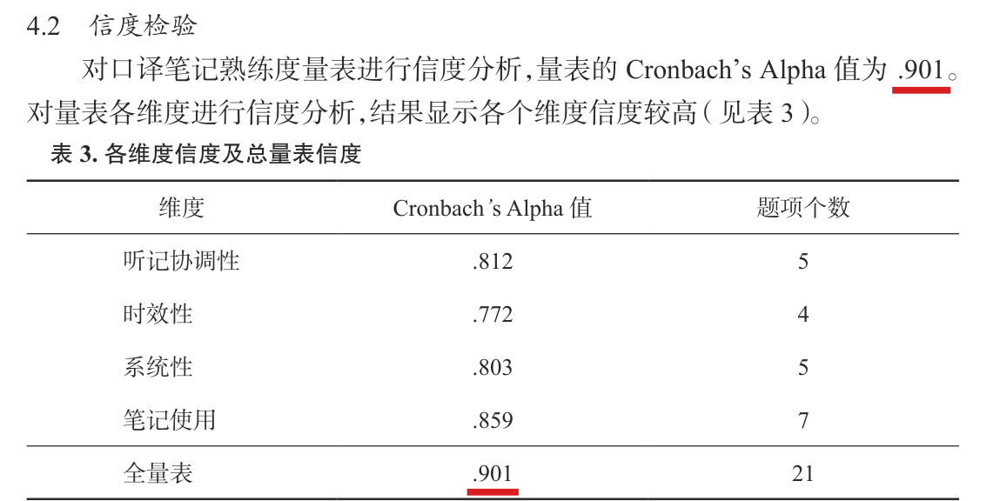 4.2 信度检验
对口译笔记熟练度量表进行信度分析,量表的 Cronbach's Alpha 值为 .901。
对量表各维度进行信度分析,结果显示各个维度信度较高(见表 3)。
表 3. 各维度信度及总量表信度
维度 Cronbach's Alpha 值 题项个数
听记协调性 .812 5
时效性 .772 4
系统性 .803 5
笔记使用 .859 7
全量表 .901 21